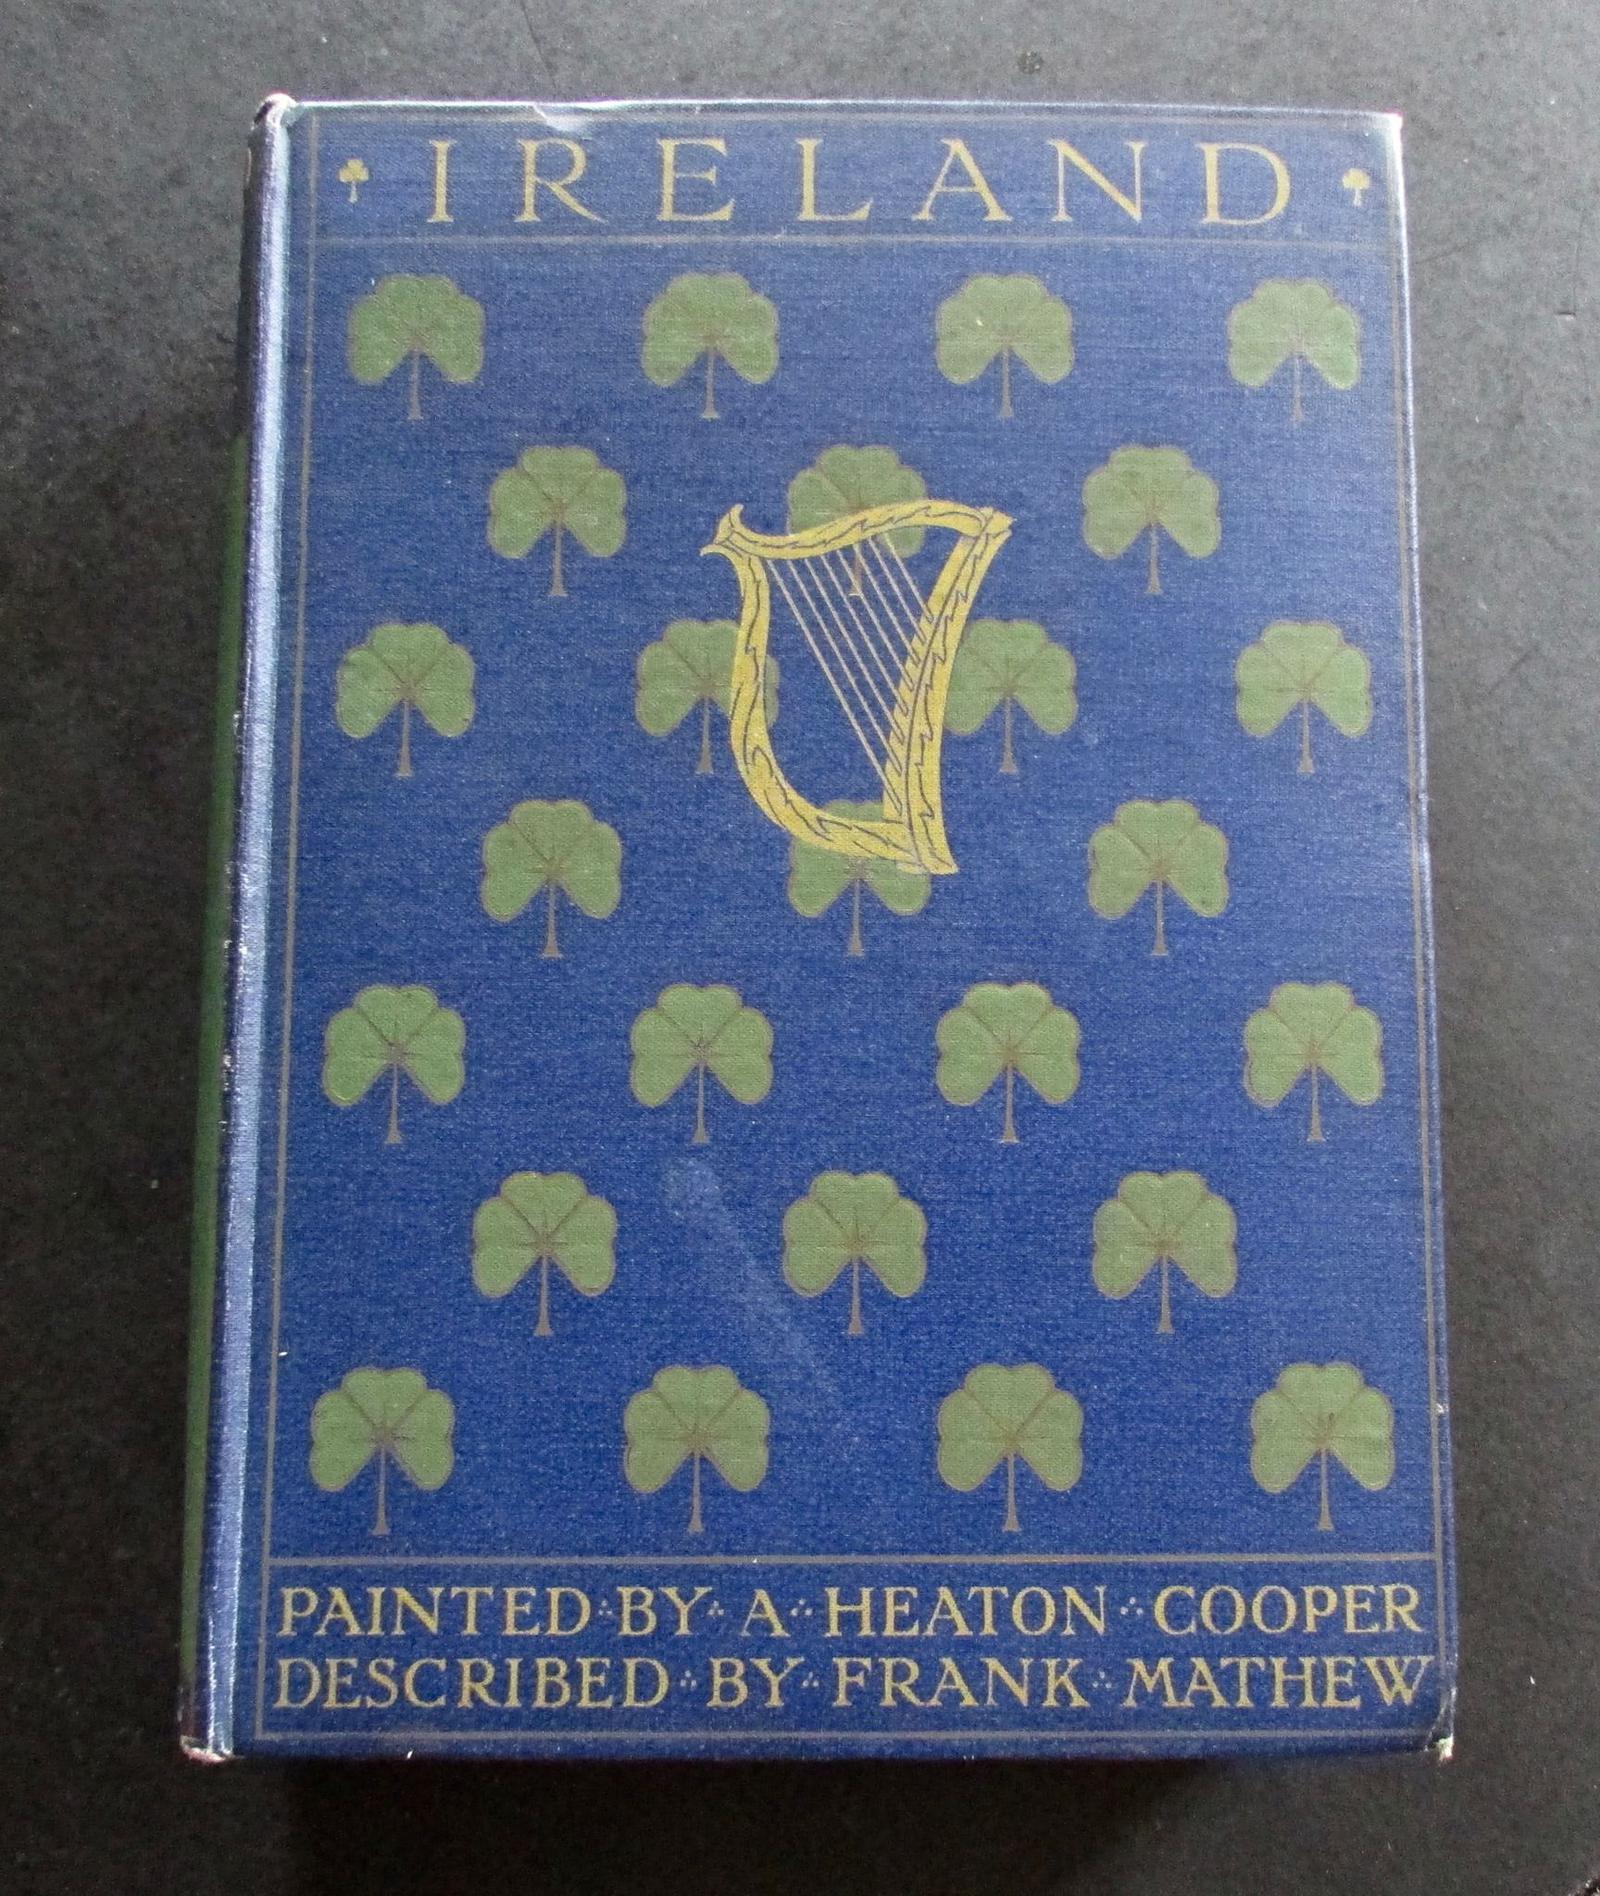 IRELAND
PAINTED ∴ BY ∴ A ∴ HEATON ∴ COOPER
DESCRIBED ∴ BY ∴ FRANK ∴ MATHEW